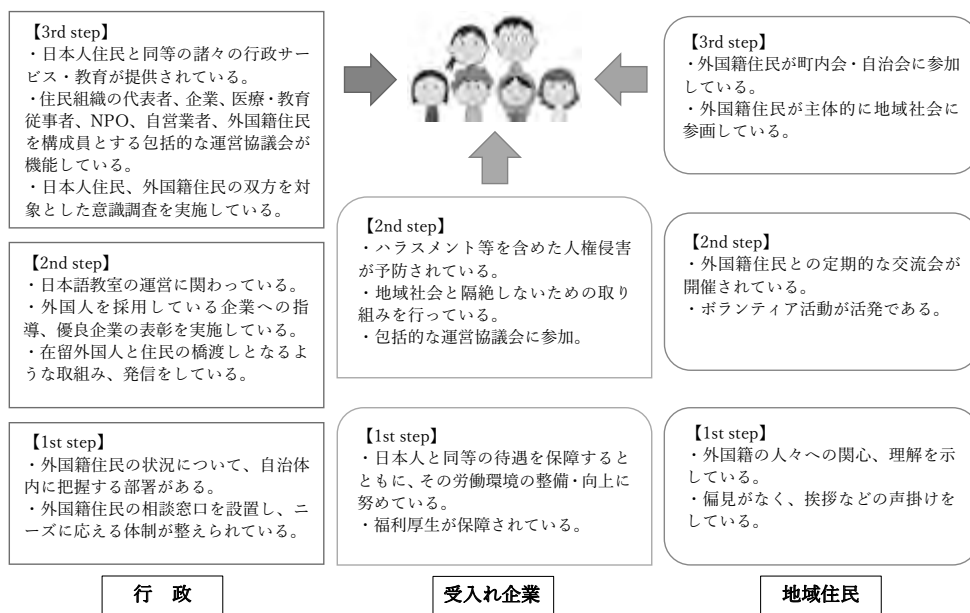 【3rd step】
・日本人住民と同等の諸々の行政サー
ビス・教育が提供されている。
・住民組織の代表者、企業、医療・教育
従事者、NPO、自営業者、外国籍住民
を構成員とする包括的な運営協議会が
機能している。
・日本人住民、外国籍住民の双方を対
象とした意識調査を実施している。
【2nd step】
・日本語教室の運営に関わっている。
・外国人を採用している企業への指
導、優良企業の表彰を実施している。
・在留外国人と住民の橋渡しとなるよ
うな取組み、発信をしている。
【1st step】
・外国籍住民の状況について、自治体
内に把握する部署がある。
・外国籍住民の相談窓口を設置し、ニー
ズに応える体制が整えられている。
行 政
【2nd step】
・ハラスメント等を含めた人権侵害
が予防されている。
・地域社会と隔絶しないための取り
組みを行っている。
・包括的な運営協議会に参加。
【1st step】
・日本人と同等の待遇を保障すると
ともに、その労働環境の整備・向上に
努めている。
・福利厚生が保障されている。
受入れ企業
【3rd step】
・外国籍住民が町内会・自治会に参加
している。
・外国籍住民が主体的に地域社会に
参画している。
【2nd step】
・外国籍住民との定期的な交流会が
開催されている。
・ボランティア活動が活発である。
【1st step】
・外国籍の人々への関心、理解を示
している。
・偏見がなく、挨拶などの声掛けを
している。
地域住民